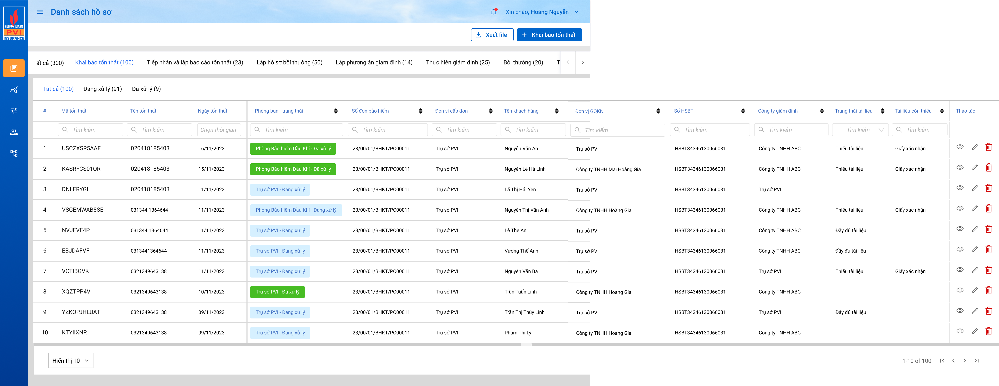 PETROVIETNAM
PVI
INSURANCE
Danh sách hồ sơ
Xin chào, Hoàng Nguyễn
Xuất file
Khai báo tổn thất
Tất cả (300) Khai báo tổn thất (100) Tiếp nhận và lập báo cáo tổn thất (23) Lập hồ sơ bồi thường (50) Lập phương án giám định (14) Thực hiện giám định (25) Bồi thường (20) T
Tất cả (100) Đang xử lý (91) Đã xử lý (9)
# Mã tổn thất Tên tổn thất Ngày tổn thất Phòng ban - trạng thái Số đơn bảo hiểm Đơn vị cấp đơn Tên khách hàng Đơn vị GQKN Số HSBT Công ty giám định Trạng thái tài liệu Tài liệu còn thiếu Thao tác
Tìm kiếm Tìm kiếm Chọn thời gian Tìm kiếm Tìm kiếm Tìm kiếm Tìm kiếm Tìm kiếm Tìm kiếm Tìm kiếm Tìm kiếm Tìm kiếm
1 USCZXSR5AAF 020418185403 16/11/2023 Phòng Bảo hiểm Dầu Khí - Đã xử lý 23/00/01/BHKT/PC00011 Trụ sở PVI Nguyễn Văn An Trụ sở PVI HSBT34346130066031 Công ty TNHH ABC Thiếu tài liệu Giấy xác nhận
2 KASRFCS01OR 020418185403 15/11/2023 Phòng Bảo hiểm Dầu Khí - Đã xử lý 23/00/01/BHKT/PC00011 Trụ sở PVI Nguyễn Lê Hà Linh Công ty TNHH Mai Hoàng Gia HSBT34346130066031 Công ty TNHH ABC Thiếu tài liệu Giấy xác nhận
3 DNLFRYGI 020418185403 11/11/2023 Trụ sở PVI - Đang xử lý 23/00/01/BHKT/PC00011 Trụ sở PVI Lã Thị Hải Yến Trụ sở PVI HSBT34346130066031 Trụ sở PVI
4 VSGEMWAB8SE 031344.1364644 11/11/2023 Phòng Bảo hiểm Dầu Khí - Đang xử lý 23/00/01/BHKT/PC00011 Trụ sở PVI Nguyễn Thị Vân Anh Công ty TNHH Hoàng Gia HSBT34346130066031 Công ty TNHH ABC Thiếu tài liệu Giấy xác nhận
5 NVJFVE4P 031344.1364644 11/11/2023 Trụ sở PVI - Đang xử lý 23/00/01/BHKT/PC00011 Trụ sở PVI Lê Thế An Trụ sở PVI HSBT34346130066031 Công ty TNHH ABC Đầy đủ tài liệu
6 EBJDAFVF 0313441364644 11/11/2023 Trụ sở PVI - Đang xử lý 23/00/01/BHKT/PC00011 Trụ sở PVI Vương Thế Anh Trụ sở PVI HSBT34346130066031 Công ty TNHH ABC Đầy đủ tài liệu
7 VCTIBGVK 0321349643138 11/11/2023 Trụ sở PVI - Đang xử lý 23/00/01/BHKT/PC00011 Trụ sở PVI Nguyễn Văn Ba Trụ sở PVI HSBT34346130066031 Trụ sở PVI Thiếu tài liệu Giấy xác nhận
8 XQZTPP4V 0321349643138 10/11/2023 Trụ sở PVI - Đã xử lý 23/00/01/BHKT/PC00011 Trụ sở PVI Trần Tuấn Linh Công ty TNHH Hoàng Gia HSBT34346130066031 Công ty TNHH ABC
9 YZKOPJHLUAT 0321349643138 09/11/2023 Trụ sở PVI - Đang xử lý 23/00/01/BHKT/PC00011 Trụ sở PVI Trần Thị Thùy Linh Trụ sở PVI HSBT34346130066031 Trụ sở PVI Đầy đủ tài liệu
10 KTYIIXNR 0321349643138 09/11/2023 Trụ sở PVI - Đang xử lý 23/00/01/BHKT/PC00011 Trụ sở PVI Phạm Thị Lý Công ty TNHH Hoàng Gia HSBT34346130066031 Công ty TNHH ABC
Hiển thị 10
1-10 of 100